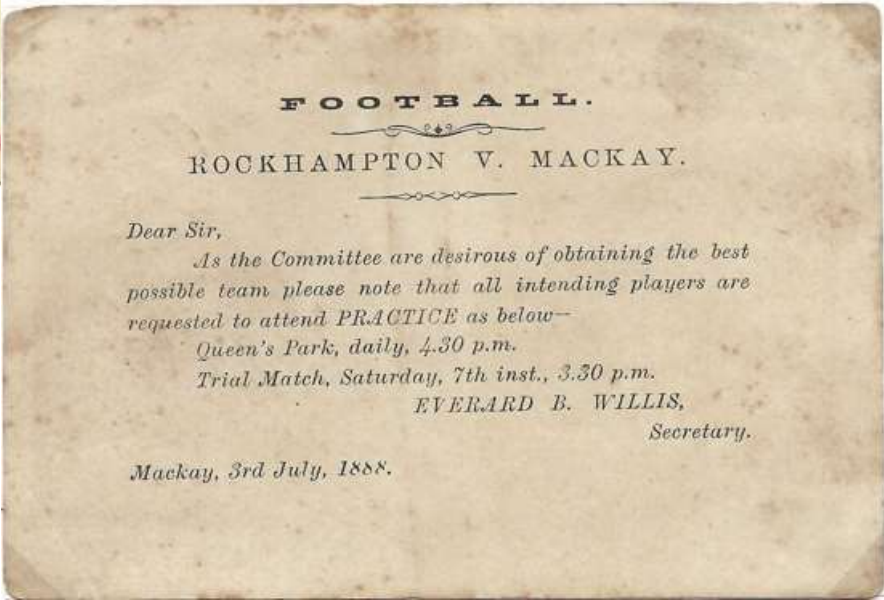 FOOTBALL.
ROCKHAMPTON V. MACKAY.
Dear Sir,
As the Committee are desirous of obtaining the best
possible team please note that all intending players are
requested to attend PRACTICE as below—
Queen's Park, daily, 4.30 p.m.
Trial Match, Saturday, 7th inst., 3.30 p.m.
EVERARD B. WILLIS,
Secretary.
Mackay, 3rd July, 1888.